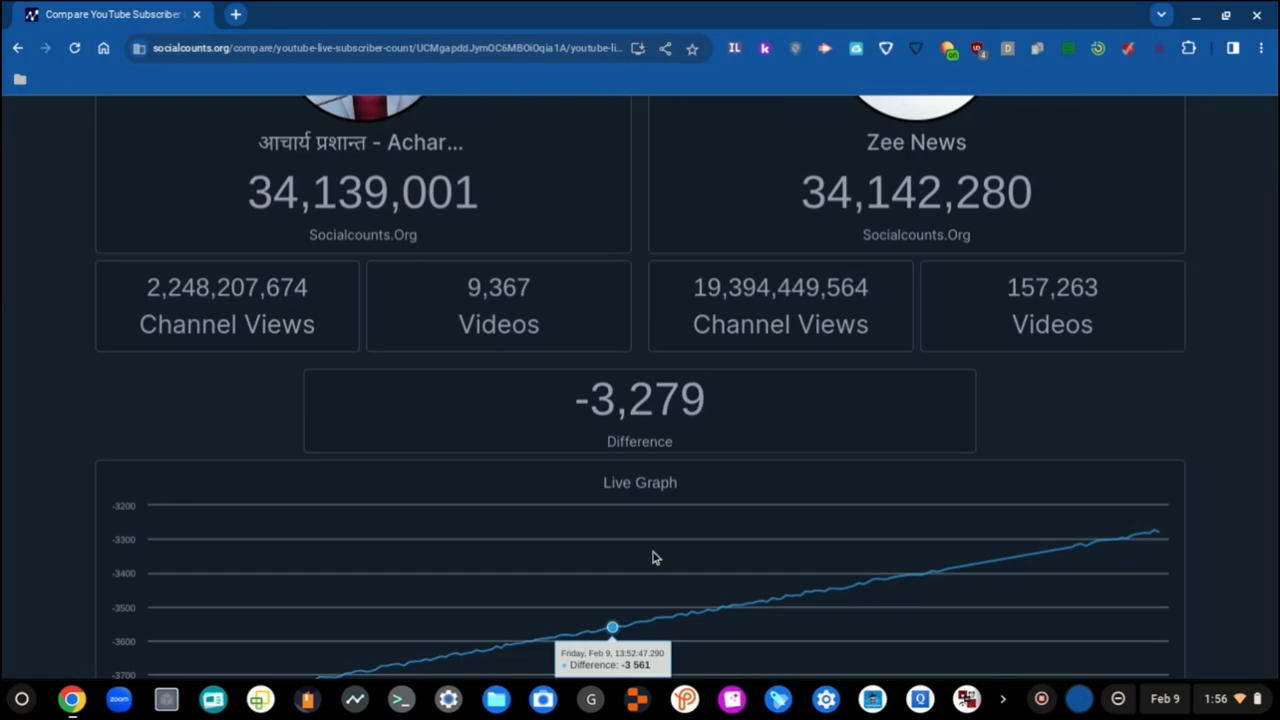 Compare YouTube Subscriber
socialcounts.org/compare/youtube-live-subscriber-count/UCMgapddJymOC6MBOiOqia1A/youtube-li...
आचार्य प्रशान्त - Achar...
34,139,001
Socialcounts.Org
Zee News
34,142,280
Socialcounts.Org
2,248,207,674
Channel Views
9,367
Videos
19,394,449,564
Channel Views
157,263
Videos
-3,279
Difference
Live Graph
-3200
-3300
-3400
-3500
-3600
-3700
Friday, Feb 9, 13:52:47.290
Difference: -3 561
zoom
Feb 9
1:56